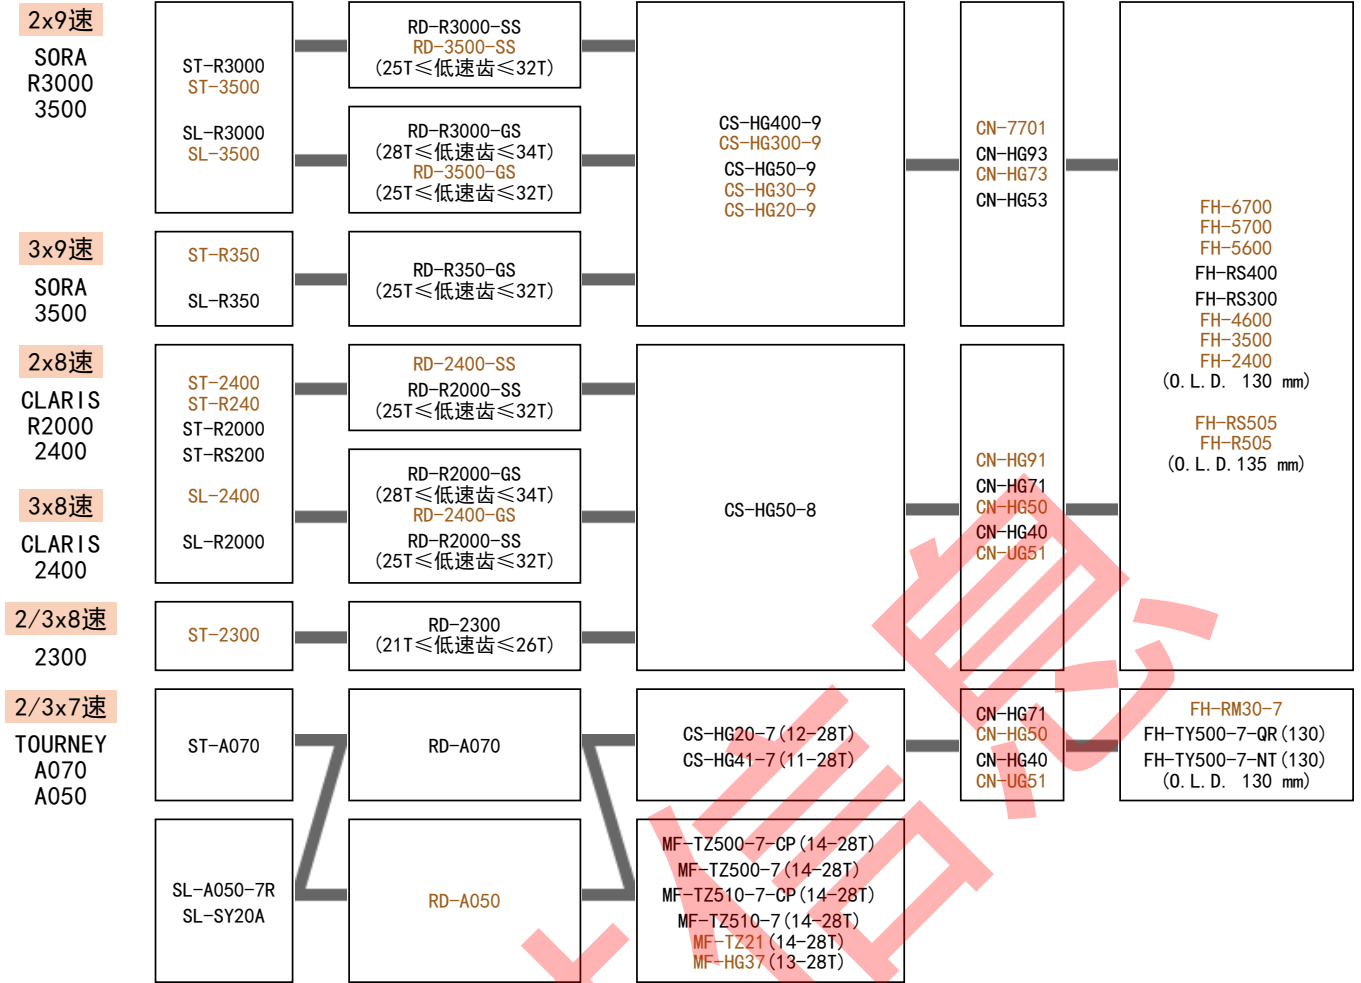 2x9速
SORA
R3000
3500
ST-R3000
ST-3500
SL-R3000
SL-3500
RD-R3000-SS
RD-3500-SS
(25T≤低速齿≤32T)
RD-R3000-GS
(28T≤低速齿≤34T)
RD-3500-GS
(25T≤低速齿≤32T)
CS-HG400-9
CS-HG300-9
CS-HG50-9
CS-HG30-9
CS-HG20-9
CN-7701
CN-HG93
CN-HG73
CN-HG53
FH-6700
FH-5700
FH-5600
FH-RS400
FH-RS300
FH-4600
FH-3500
FH-2400
(O.L.D. 130 mm)
FH-RS505
FH-R505
(O.L.D.135 mm)
3x9速
SORA
3500
ST-R350
SL-R350
RD-R350-GS
(25T≤低速齿≤32T)
2x8速
CLARIS
R2000
2400
3x8速
CLARIS
2400
ST-2400
ST-R240
ST-R2000
ST-RS200
SL-2400
SL-R2000
RD-2400-SS
RD-R2000-SS
(25T≤低速齿≤32T)
RD-R2000-GS
(28T≤低速齿≤34T)
RD-2400-GS
RD-R2000-SS
(25T≤低速齿≤32T)
CS-HG50-8
CN-HG91
CN-HG71
CN-HG50
CN-HG40
CN-UG51
2/3x8速
2300
ST-2300
RD-2300
(21T≤低速齿≤26T)
2/3x7速
TOURNEY
A070
A050
ST-A070
RD-A070
CS-HG20-7(12-28T)
CS-HG41-7(11-28T)
CN-HG71
CN-HG50
CN-HG40
CN-UG51
FH-RM30-7
FH-TY500-7-QR(130)
FH-TY500-7-NT(130)
(O.L.D. 130 mm)
SL-A050-7R
SL-SY20A
RD-A050
MF-TZ500-7-CP(14-28T)
MF-TZ500-7(14-28T)
MF-TZ510-7-CP(14-28T)
MF-TZ510-7(14-28T)
MF-TZ21(14-28T)
MF-HG37(13-28T)
信息